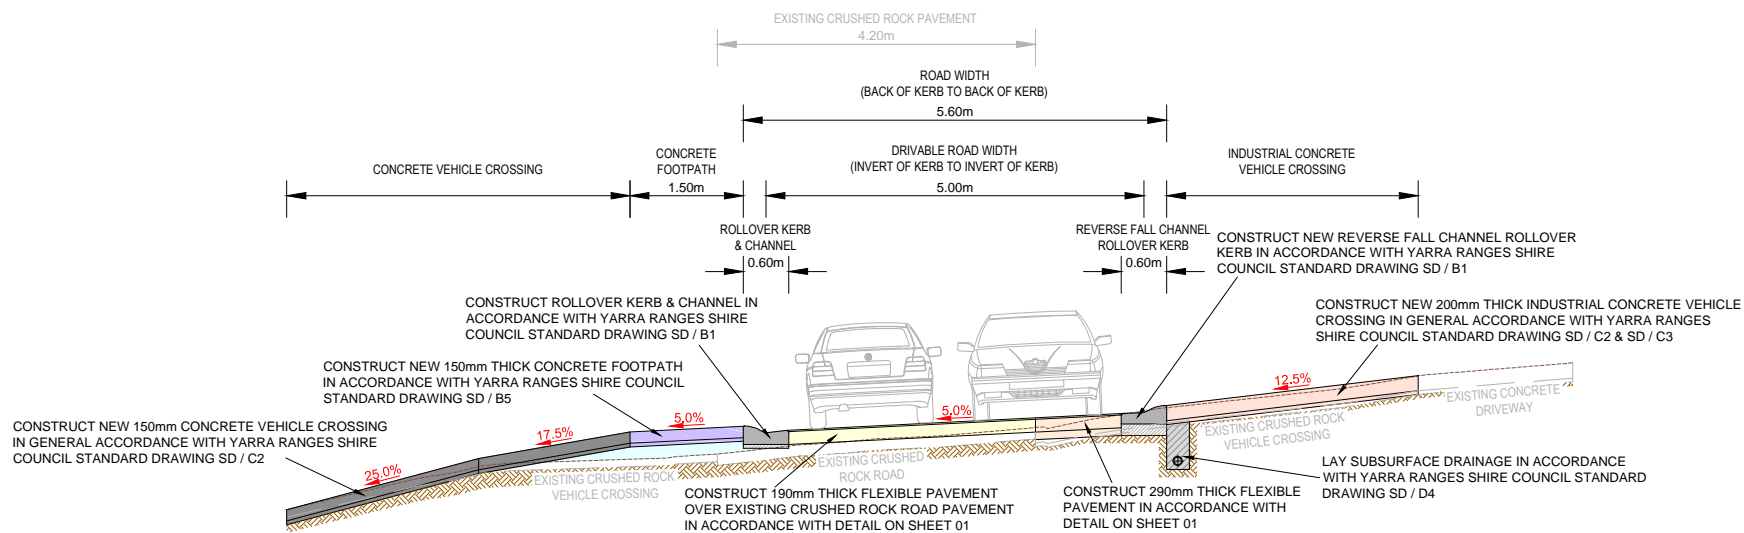 EXISTING CRUSHED ROCK PAVEMENT
4.20m
ROAD WIDTH
(BACK OF KERB TO BACK OF KERB)
5.60m
CONCRETE VEHICLE CROSSING
CONCRETE
FOOTPATH
1.50m
DRIVABLE ROAD WIDTH
(INVERT OF KERB TO INVERT OF KERB)
5.00m
INDUSTRIAL CONCRETE
VEHICLE CROSSING
ROLLOVER KERB
& CHANNEL
0.60m
REVERSE FALL CHANNEL
ROLLOVER KERB
0.60m
CONSTRUCT NEW REVERSE FALL CHANNEL ROLLOVER
KERB IN ACCORDANCE WITH YARRA RANGES SHIRE
COUNCIL STANDARD DRAWING SD / B1
CONSTRUCT ROLLOVER KERB & CHANNEL IN
ACCORDANCE WITH YARRA RANGES SHIRE
COUNCIL STANDARD DRAWING SD / B1
CONSTRUCT NEW 200mm THICK INDUSTRIAL CONCRETE VEHICLE
CROSSING IN GENERAL ACCORDANCE WITH YARRA RANGES
SHIRE COUNCIL STANDARD DRAWING SD / C2 & SD / C3
CONSTRUCT NEW 150mm THICK CONCRETE FOOTPATH
IN ACCORDANCE WITH YARRA RANGES SHIRE COUNCIL
STANDARD DRAWING SD / B5
CONSTRUCT NEW 150mm CONCRETE VEHICLE CROSSING
IN GENERAL ACCORDANCE WITH YARRA RANGES SHIRE
COUNCIL STANDARD DRAWING SD / C2
25.0%
17.5%
5.0%
5.0%
12.5%
EXISTING CONCRETE
DRIVEWAY
EXISTING CRUSHED ROCK
VEHICLE CROSSING
EXISTING CRUSHED
ROCK ROAD
EXISTING CRUSHED ROCK
VEHICLE CROSSING
CONSTRUCT 190mm THICK FLEXIBLE PAVEMENT
OVER EXISTING CRUSHED ROCK ROAD PAVEMENT
IN ACCORDANCE WITH DETAIL ON SHEET 01
CONSTRUCT 290mm THICK FLEXIBLE
PAVEMENT IN ACCORDANCE WITH
DETAIL ON SHEET 01
LAY SUBSURFACE DRAINAGE IN ACCORDANCE
WITH YARRA RANGES SHIRE COUNCIL STANDARD
DRAWING SD / D4